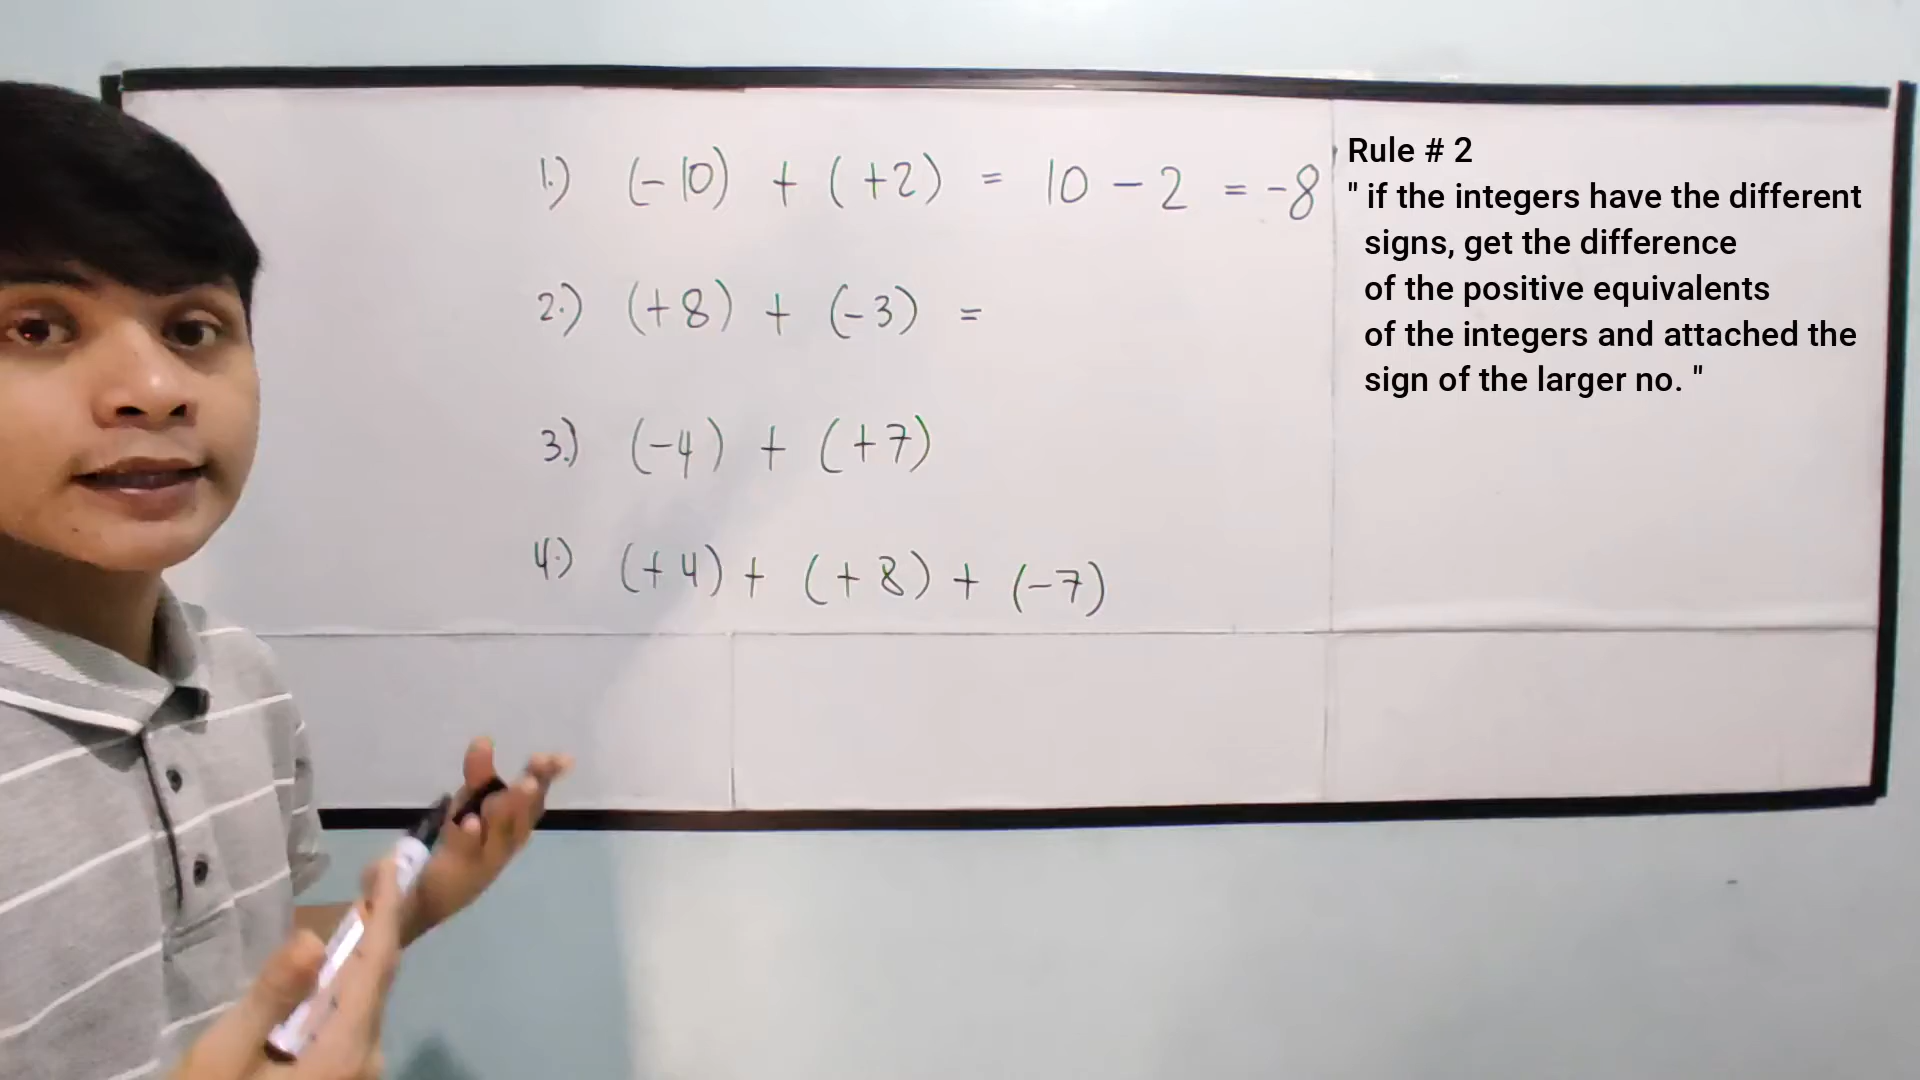 1.) (-10) + (+2) = 10 - 2 = -8
2.) (+8) + (-3) =
3.) (-4) + (+7)
4.) (+4) + (+8) + (-7)
Rule # 2
" if the integers have the different
signs, get the difference
of the positive equivalents
of the integers and attached the
sign of the larger no. "